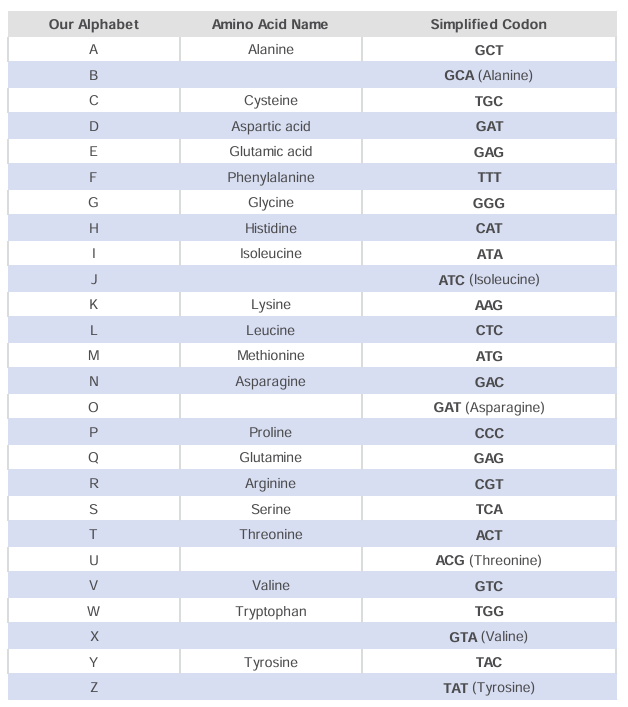 Our Alphabet Amino Acid Name Simplified Codon
A Alanine GCT
B GCA (Alanine)
C Cysteine TGC
D Aspartic acid GAT
E Glutamic acid GAG
F Phenylalanine TTT
G Glycine GGG
H Histidine CAT
I Isoleucine ATA
J ATC (Isoleucine)
K Lysine AAG
L Leucine CTC
M Methionine ATG
N Asparagine GAC
O GAT (Asparagine)
P Proline CCC
Q Glutamine GAG
R Arginine CGT
S Serine TCA
T Threonine ACT
U ACG (Threonine)
V Valine GTC
W Tryptophan TGG
X GTA (Valine)
Y Tyrosine TAC
Z TAT (Tyrosine)